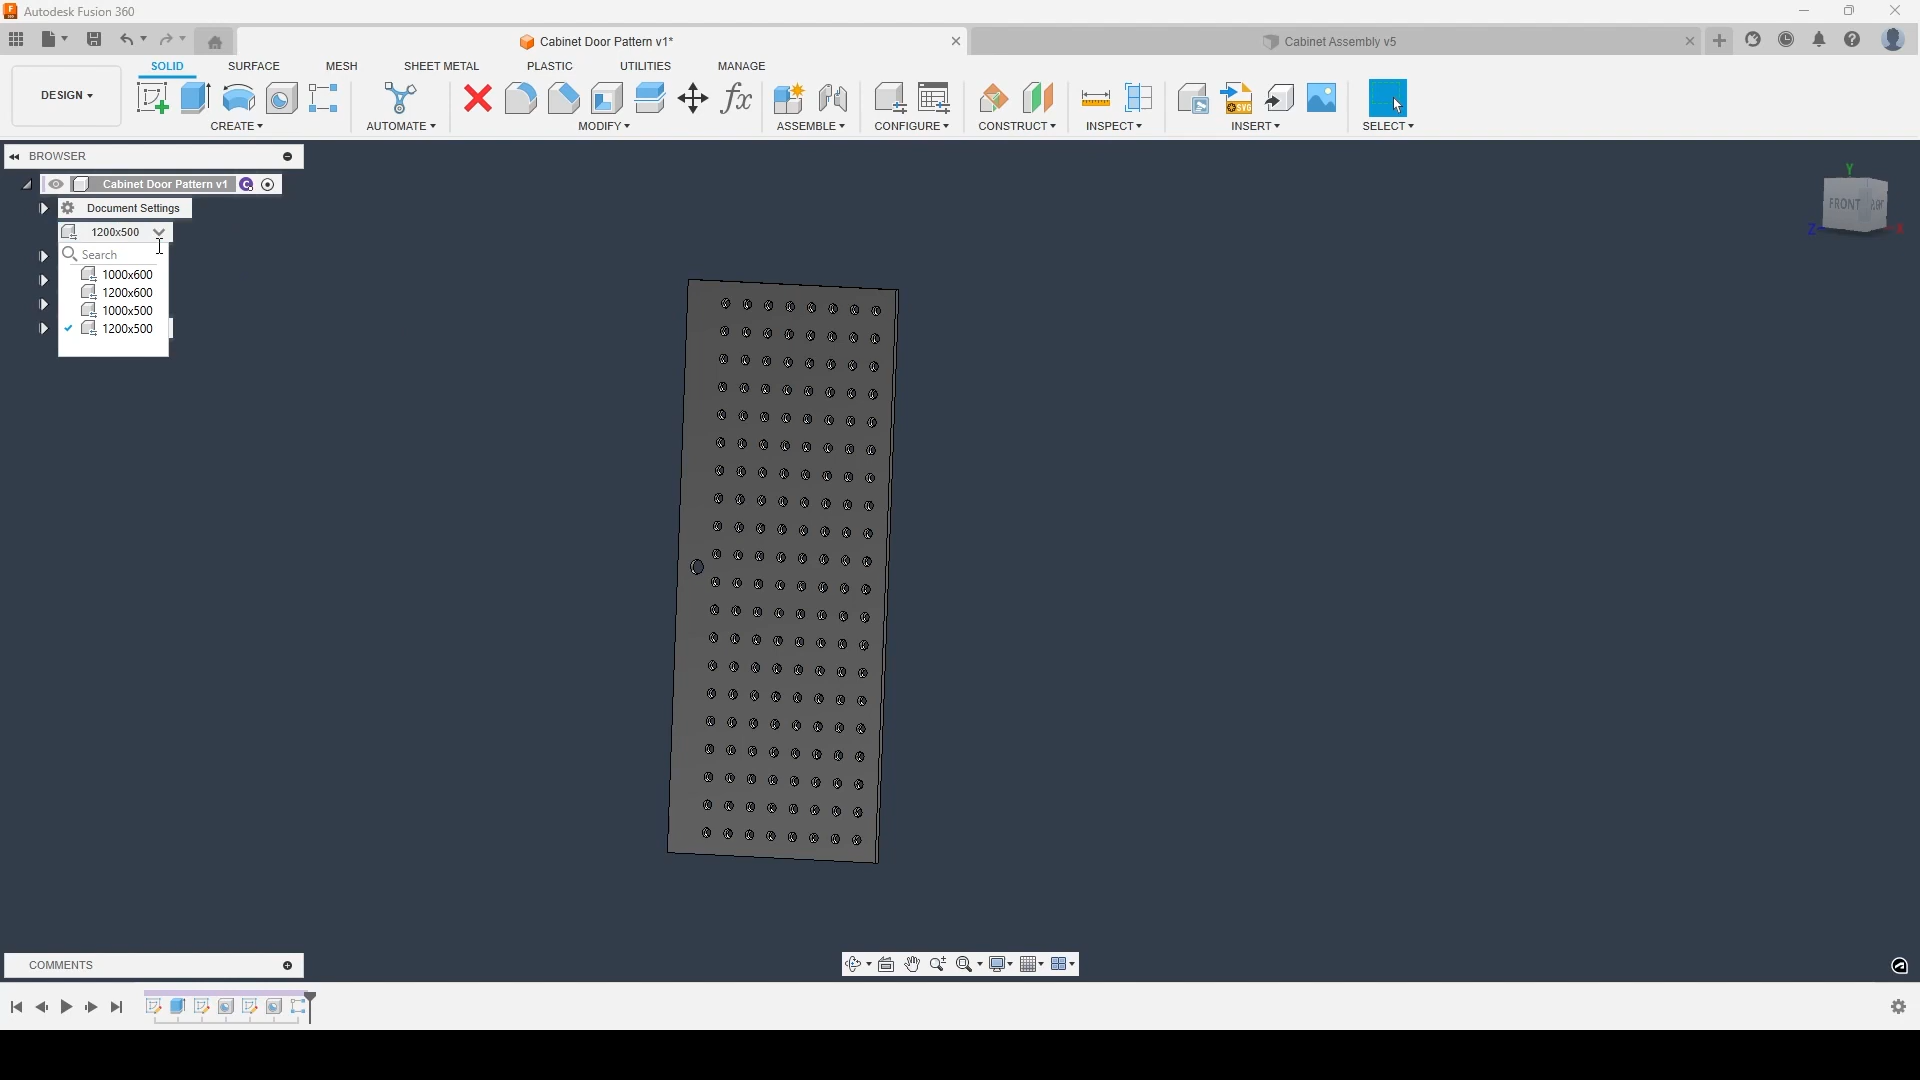 Autodesk Fusion 360
Cabinet Door Pattern v1*
Cabinet Assembly v5
DESIGN
SOLID
SURFACE
MESH
SHEET METAL
PLASTIC
UTILITIES
MANAGE
CREATE
AUTOMATE
MODIFY
ASSEMBLE
CONFIGURE
CONSTRUCT
INSPECT
INSERT
SELECT
BROWSER
Cabinet Door Pattern v1
Document Settings
1200x500
Search
1000x600
1200x600
1000x500
1200x500
FRONT
Y
Z
X
COMMENTS